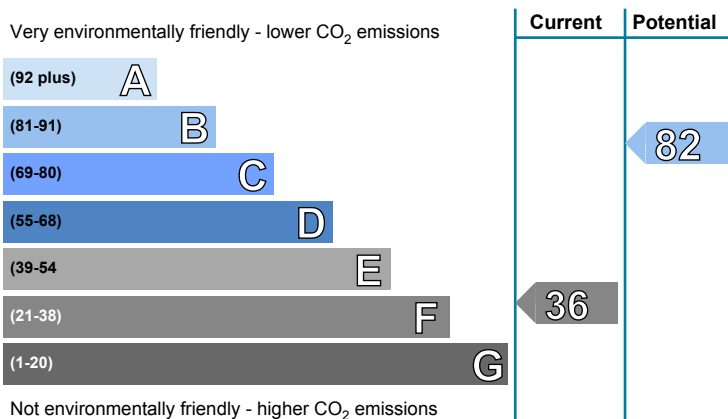 Current Potential
Very environmentally friendly - lower CO2 emissions
(92 plus) A
(81-91) B
82
(69-80) C
(55-68) D
(39-54 E
(21-38) F
36
(1-20) G
Not environmentally friendly - higher CO2 emissions